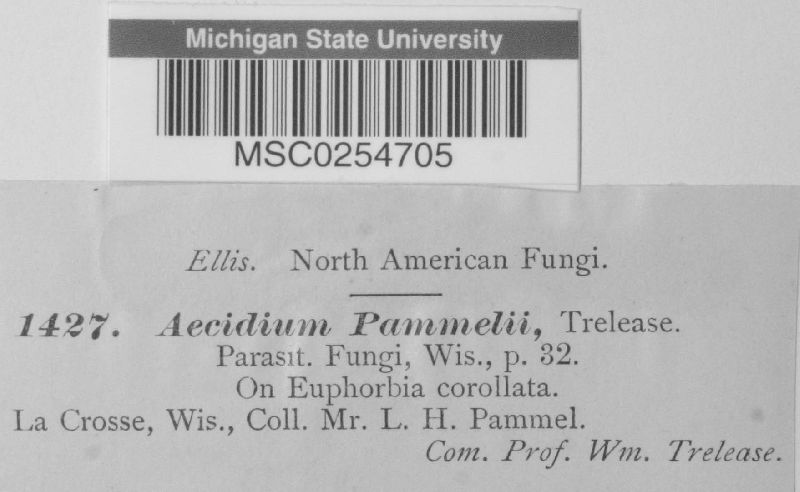 Michigan State University
MSC0254705
Ellis. North American Fungi.
1427. Aecidium Pammelii, Trelease.
Parasit. Fungi, Wis., p. 32.
On Euphorbia corollata.
La Crosse, Wis., Coll. Mr. L. H. Pammel.
Com. Prof. Wm. Trelease.